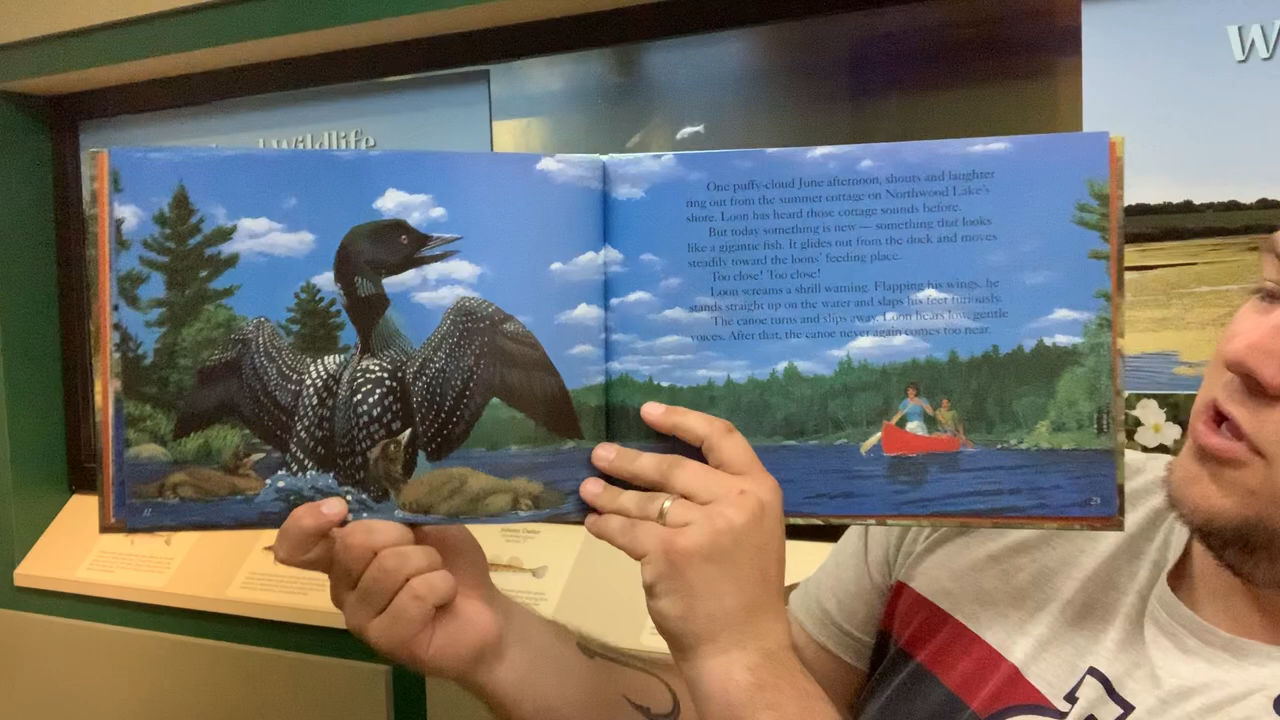 Wildlife
W
One puffy-cloud June afternoon, shouts and laughter
ring out from the summer cottage on Northwood Lake's
shore. Loon has heard those cottage sounds before.
But today something is new — something that looks
like a gigantic fish. It glides out from the dock and moves
steadily toward the loons' feeding place.
Too close! Too close!
Loon screams a shrill warning. Flapping his wings, he
stands straight up on the water and slaps his feet furiously.
The canoe turns and slips away. Loon hears low, gentle
voices. After that, the canoe never again comes too near.
23